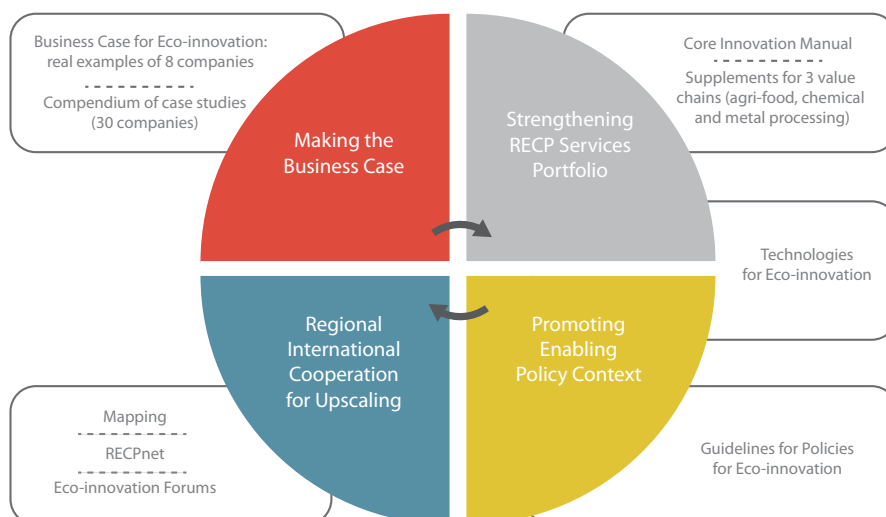 Business Case for Eco-innovation:
real examples of 8 companies
Compendium of case studies
(30 companies)
Making the
Business Case
Strengthening
RECP Services
Portfolio
Core Innovation Manual
Supplements for 3 value
chains (agri-food, chemical
and metal processing)
Technologies
for Eco-innovation
Regional
International
Cooperation
for Upscaling
Promoting
Enabling
Policy Context
Mapping
RECPnet
Eco-innovation Forums
Guidelines for Policies
for Eco-innovation